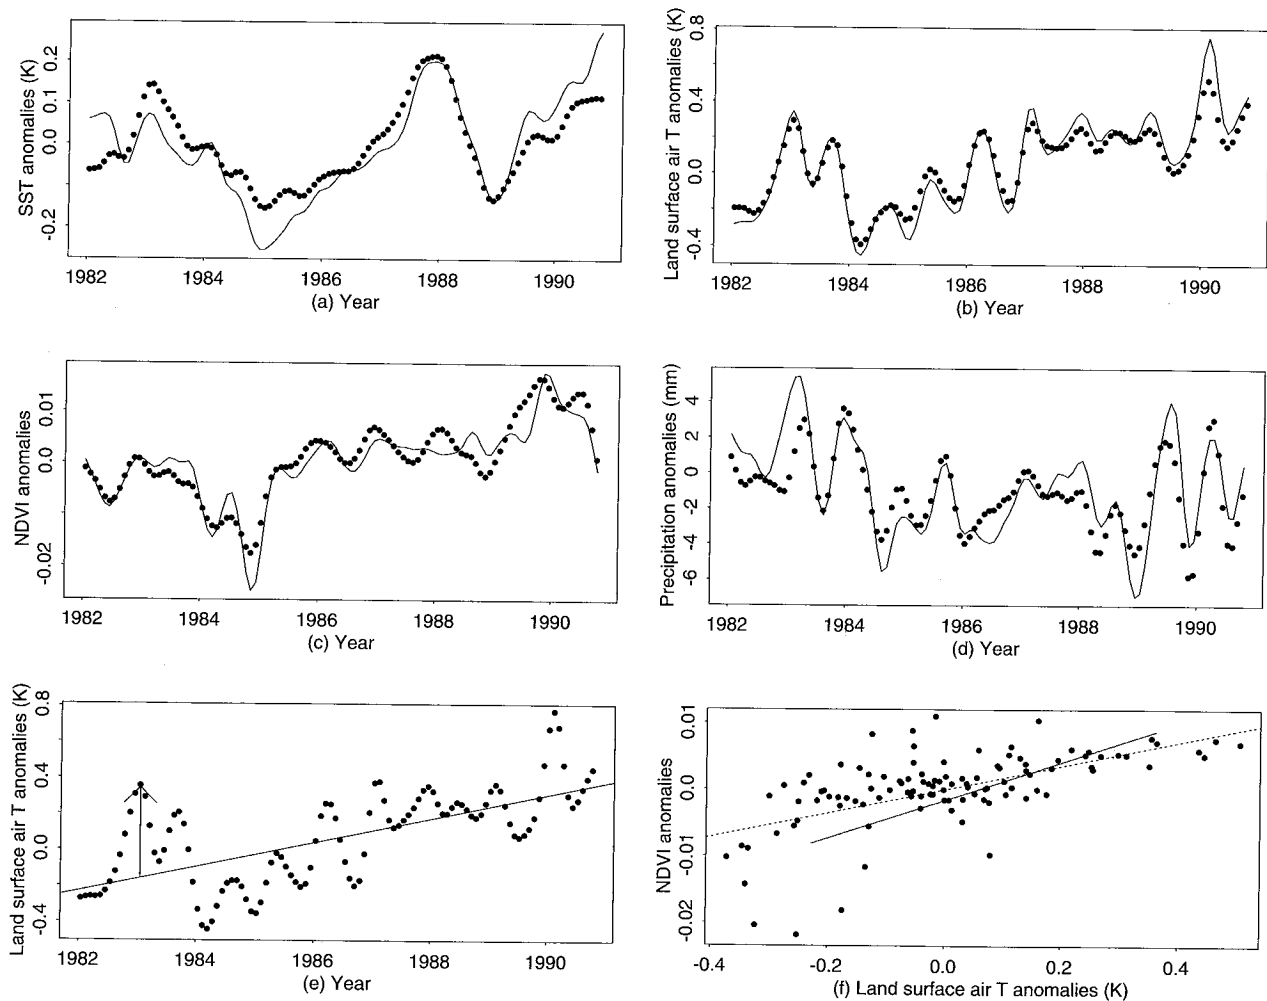 SST anomalies (K)
0.2
0.1
0.0
-0.2
1982 1984 1986 1988 1990
(a) Year
Land surface air T anomalies (K)
0.8
0.4
0.0
-0.4
1982 1984 1986 1988 1990
(b) Year
NDVI anomalies
0.01
0.0
-0.02
1982 1984 1986 1988 1990
(c) Year
Precipitation anomalies (mm)
4
2
0
-2
-4
-6
1982 1984 1986 1988 1990
(d) Year
Land surface air T anomalies (K)
0.8
0.4
0.0
-0.4
1982 1984 1986 1988 1990
(e) Year
NDVI anomalies
0.01
0.0
-0.01
-0.02
-0.4 -0.2 0.0 0.2 0.4
(f) Land surface air T anomalies (K)